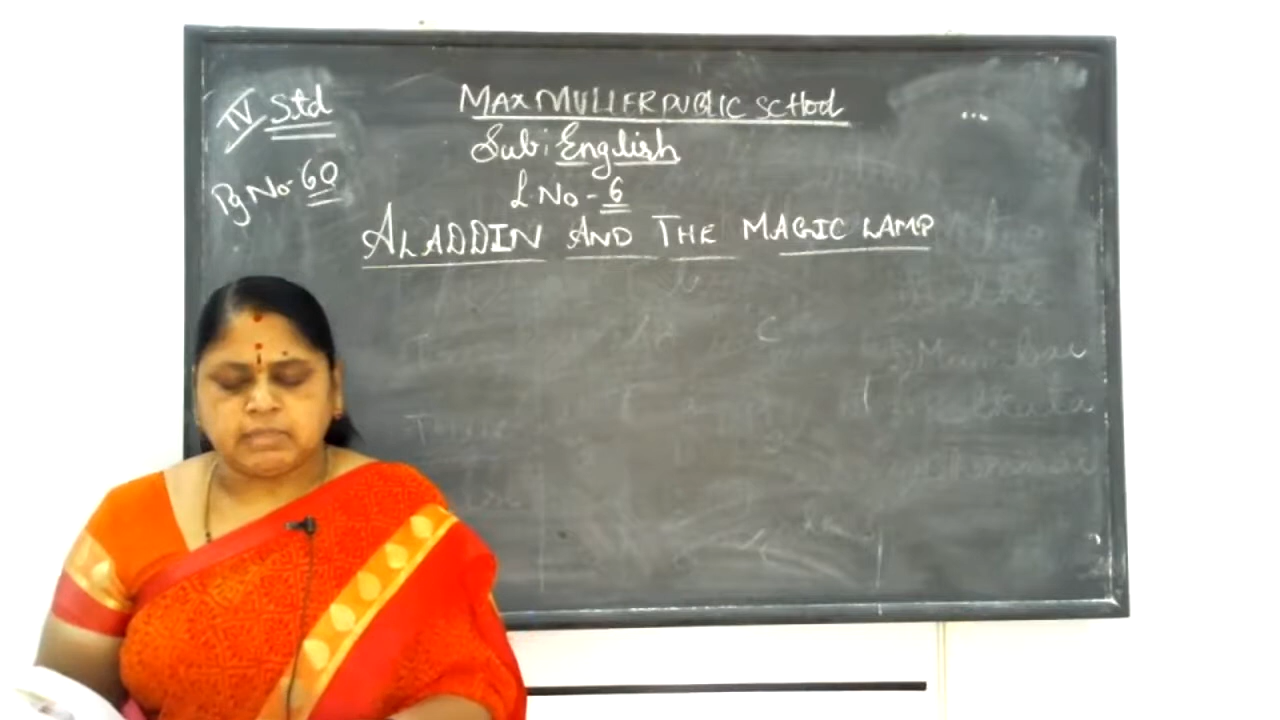 IV Std
MAX MULLER PUBLIC SCHOOL
Sub: English
Pg No-60
L.No-6
ALADDIN AND THE MAGIC LAMP